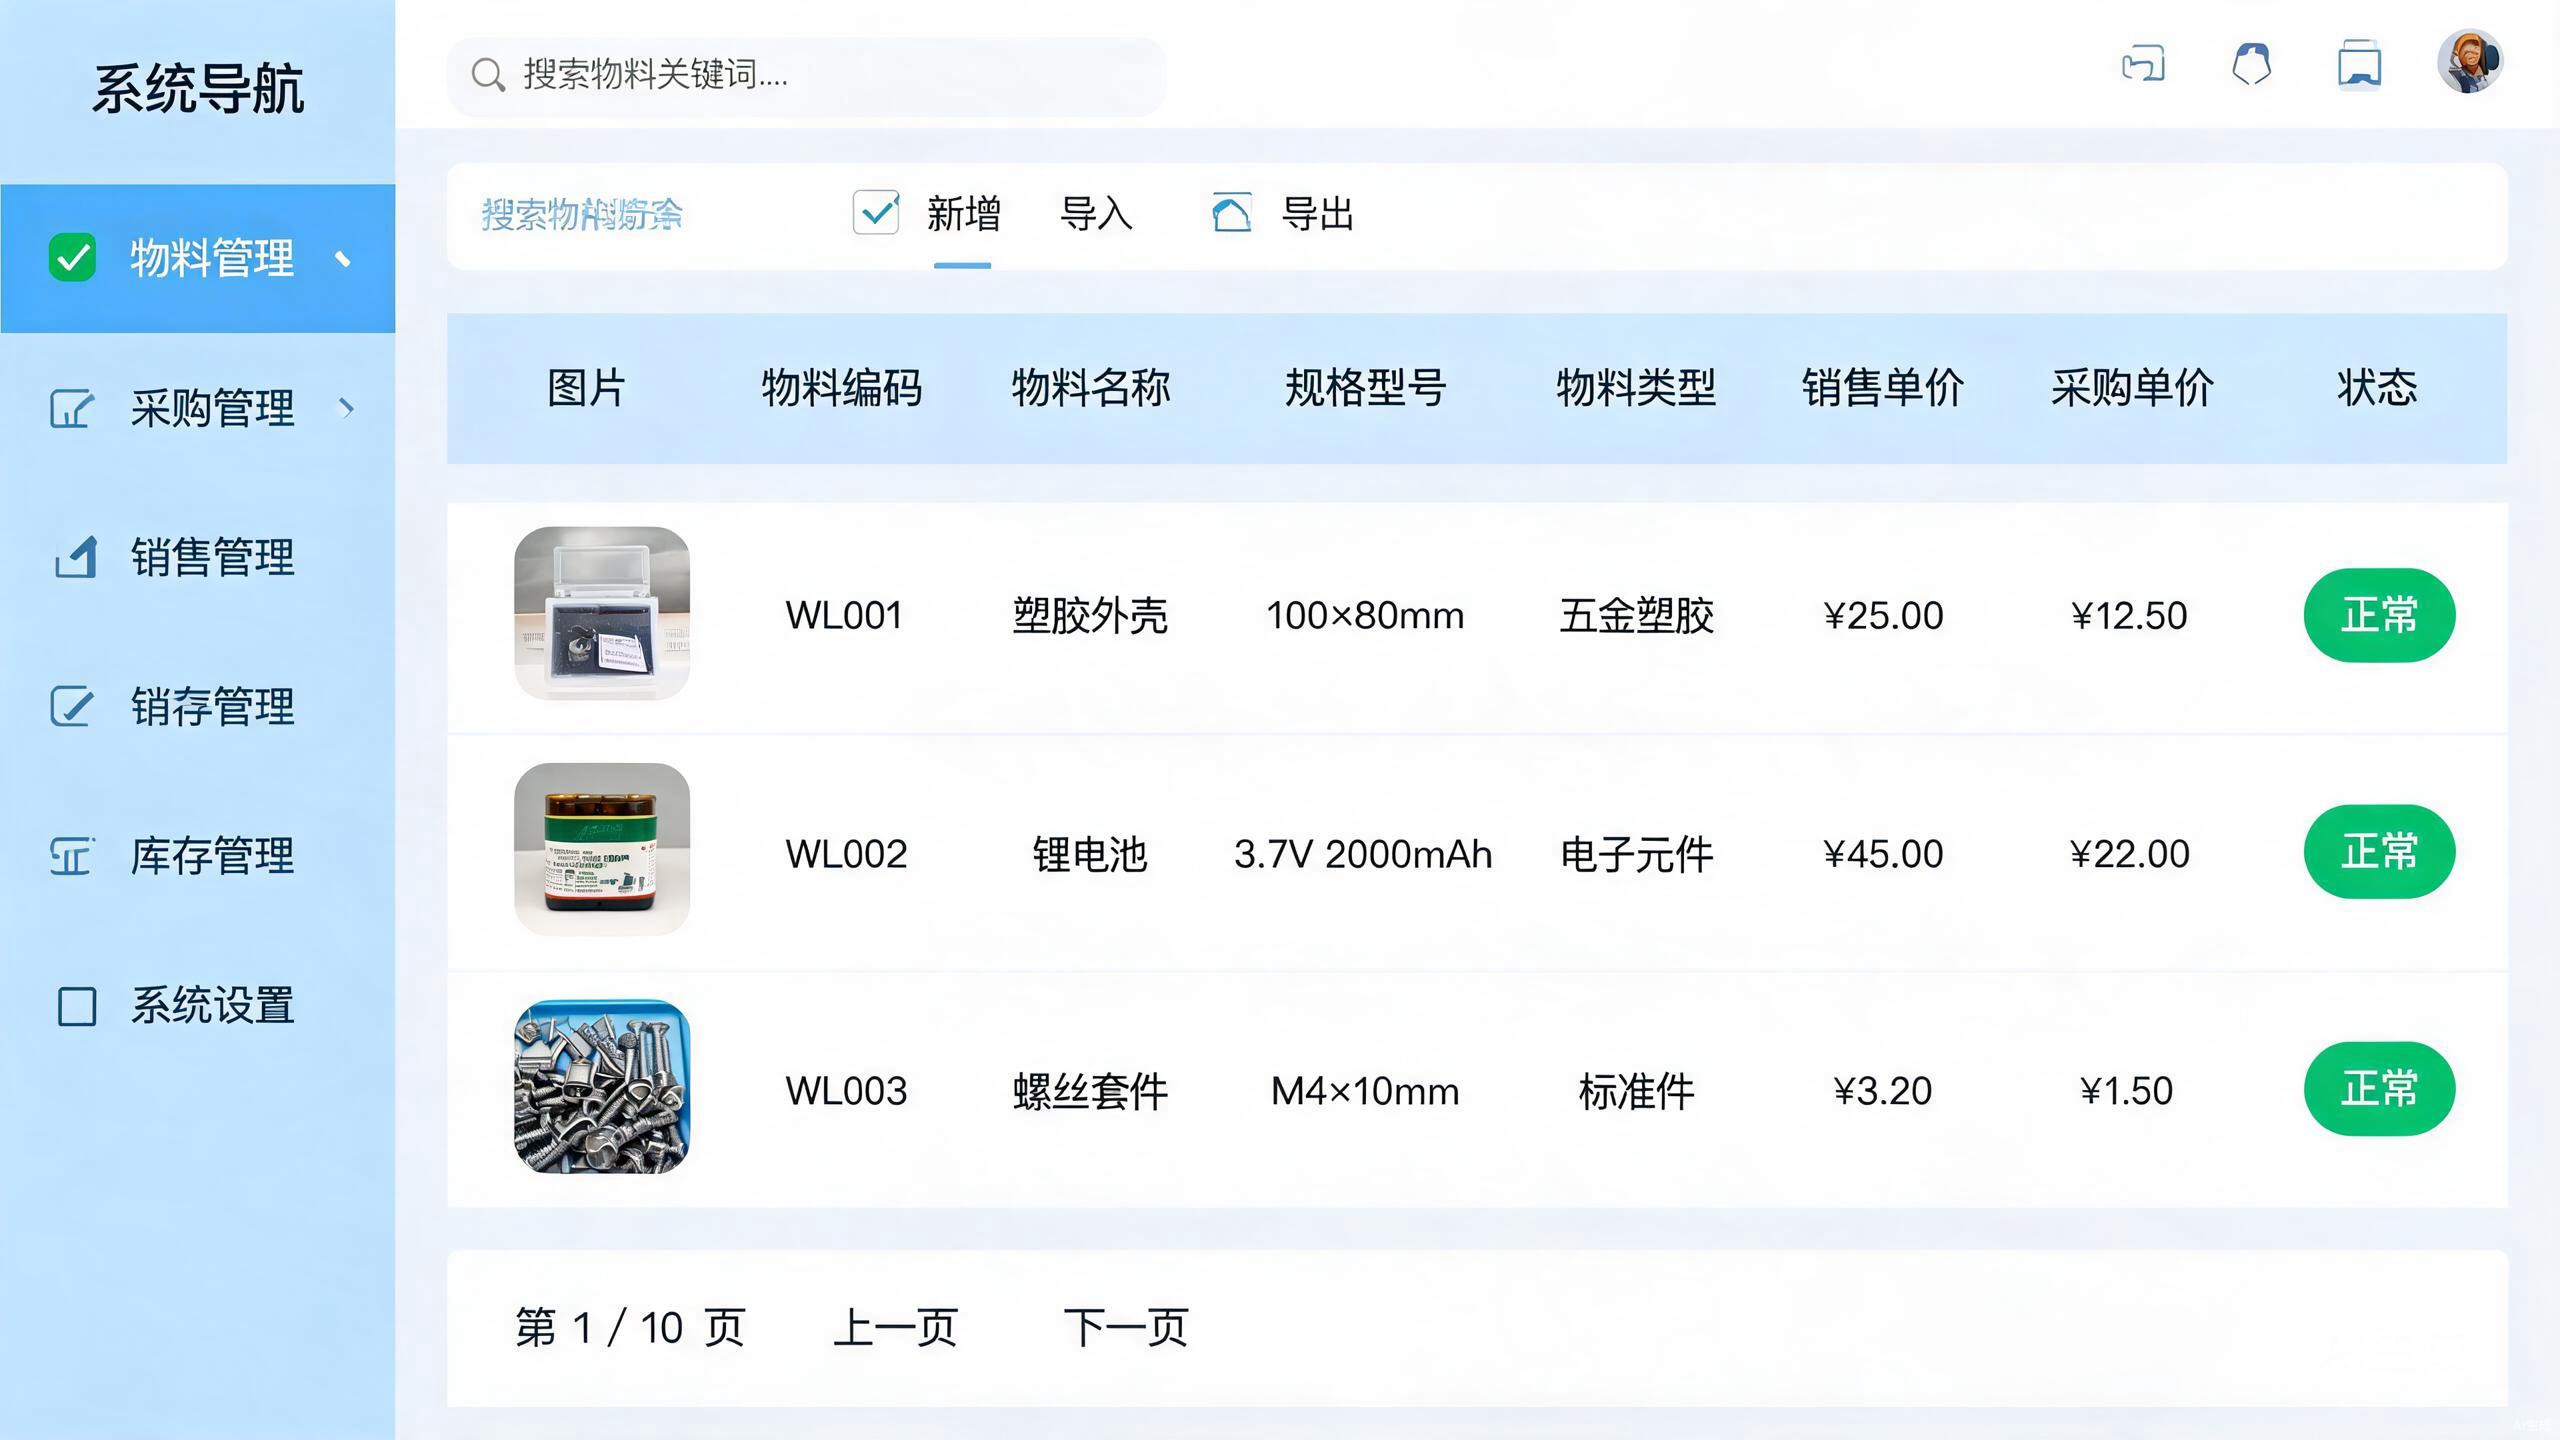 系统导航
物料管理
采购管理
销售管理
销存管理
库存管理
系统设置
搜索物料关键词....
搜索物
新增 导入 导出
图片 物料编码 物料名称 规格型号 物料类型 销售单价 采购单价 状态
WL001 塑胶外壳 100×80mm 五金塑胶 ¥25.00 ¥12.50 正常
WL002 锂电池 3.7V 2000mAh 电子元件 ¥45.00 ¥22.00 正常
WL003 螺丝套件 M4×10mm 标准件 ¥3.20 ¥1.50 正常
第 1 / 10 页 上一页 下一页